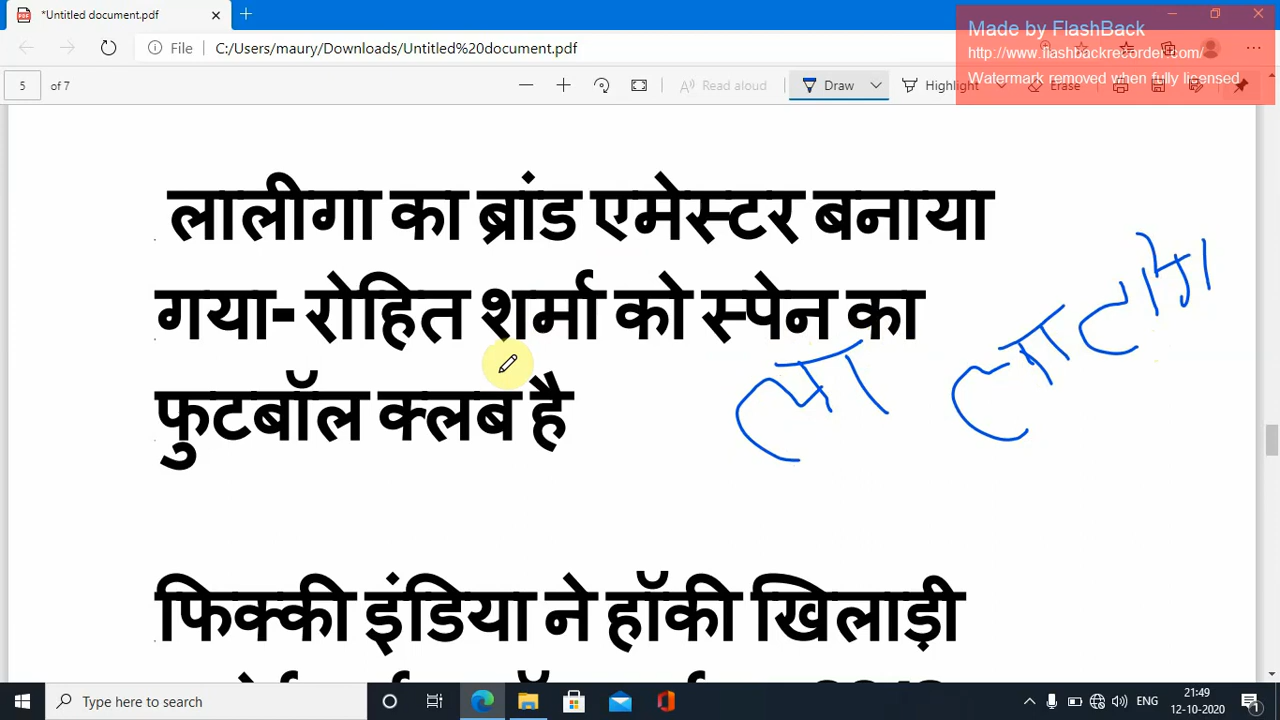 *Untitled document.pdf
Made by FlashBack
http://www.flashbackrecorder.com/
Watermark removed when fully licensed
File C:/Users/maury/Downloads/Untitled%20document.pdf
5 of 7 Read aloud Draw Highlight Erase
लालीगा का ब्रांड एमेस्टर बनाया
गया- रोहित शर्मा को स्पेन का
फुटबॉल क्लब है
फिक्की इंडिया ने हॉकी खिलाड़ी
Type here to search
ENG
21:49
12-10-2020